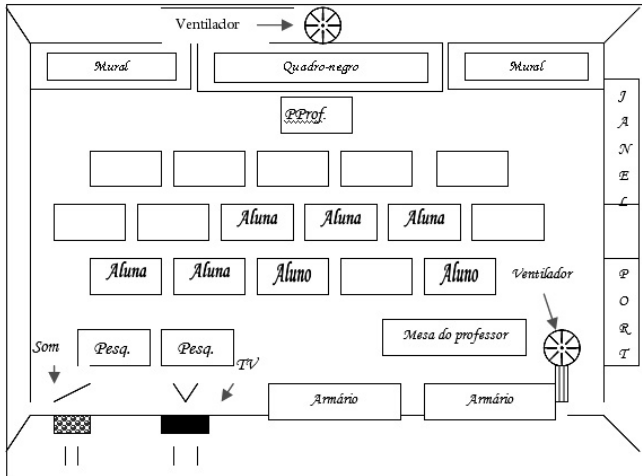 Ventilador
Mural
Quadro-negro
Mural
PProf.
J
A
N
E
L
Aluna
Aluna
Aluna
Aluna
Aluna
Aluno
Aluno
Ventilador
P
O
R
T
Som
Pesq.
Pesq.
TV
Mesa do professor
Armário
Armário